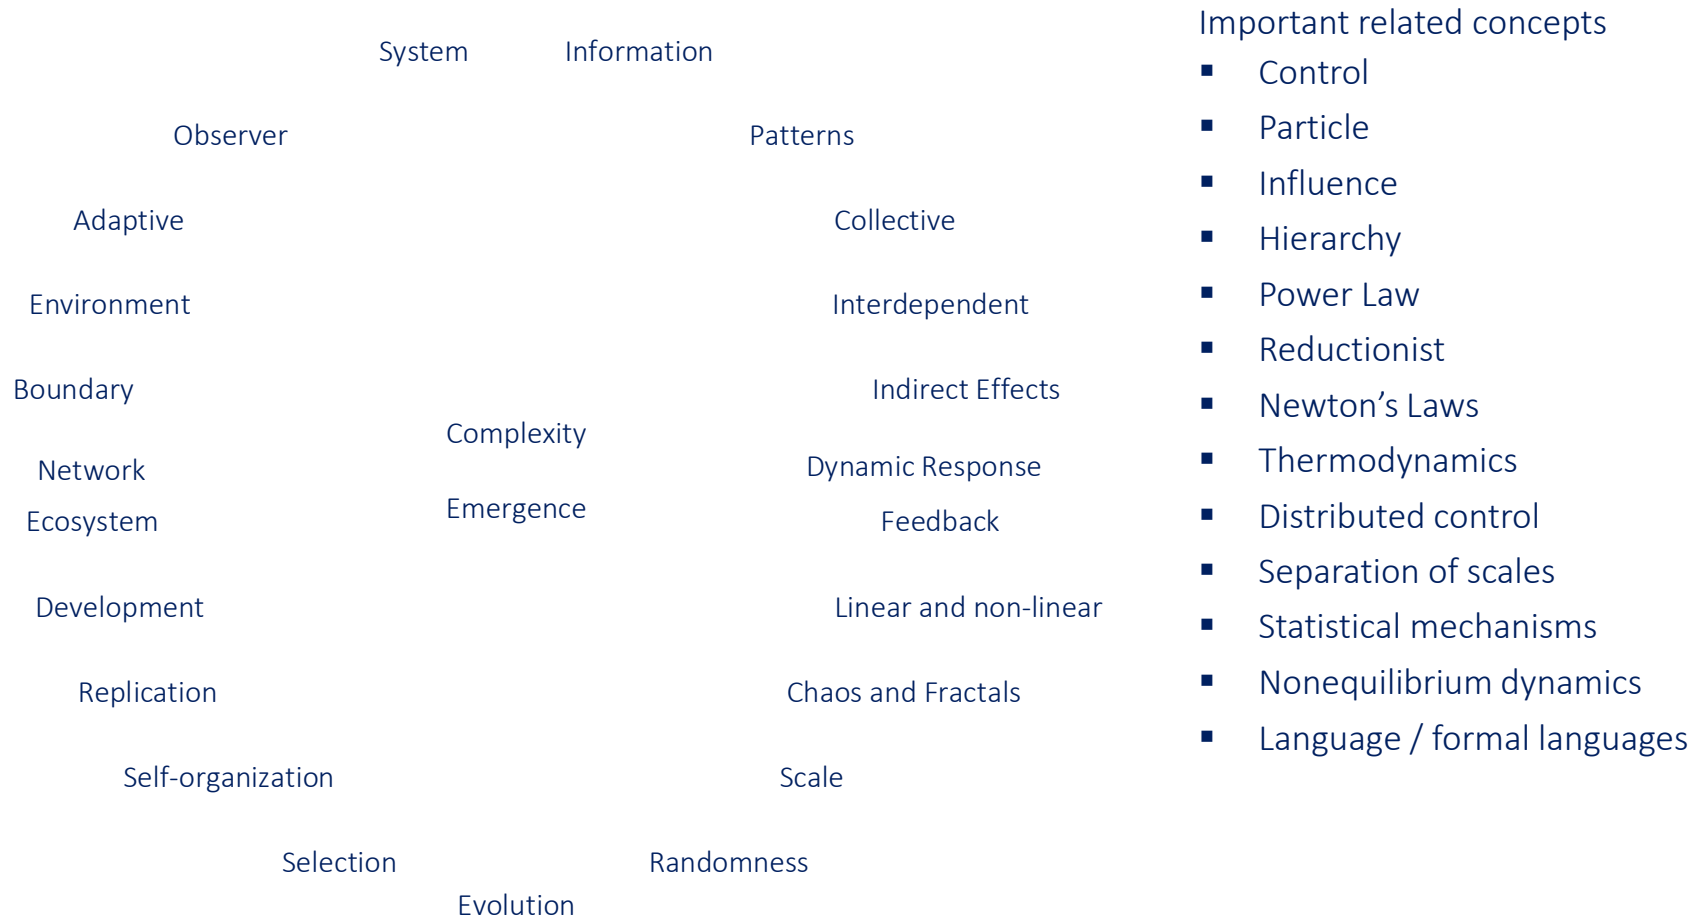 System Information
Observer Patterns
Adaptive Collective
Environment Interdependent
Boundary Indirect Effects
Complexity
Network Dynamic Response
Emergence
Ecosystem Feedback
Development Linear and non-linear
Replication Chaos and Fractals
Self-organization Scale
Selection Randomness
Evolution
Important related concepts
▪ Control
▪ Particle
▪ Influence
▪ Hierarchy
▪ Power Law
▪ Reductionist
▪ Newton’s Laws
▪ Thermodynamics
▪ Distributed control
▪ Separation of scales
▪ Statistical mechanisms
▪ Nonequilibrium dynamics
▪ Language / formal languages